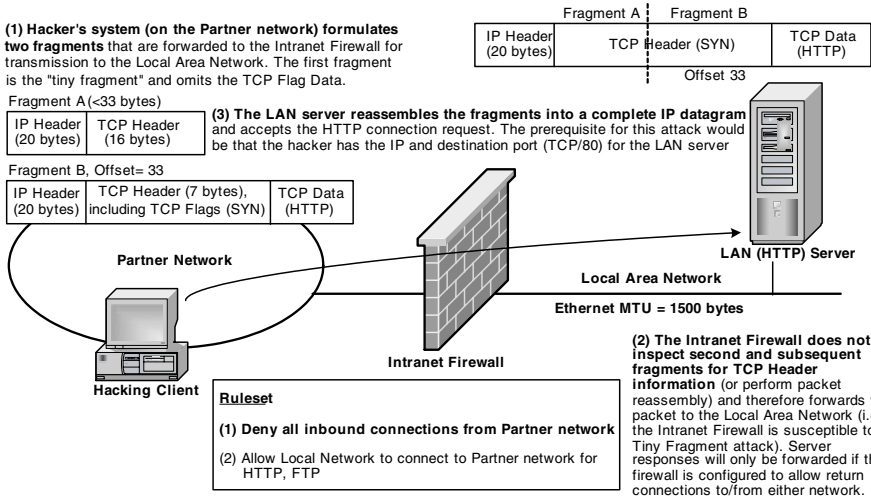 (1) Hacker's system (on the Partner network) formulates
two fragments that are forwarded to the Intranet Firewall for
transmission to the Local Area Network. The first fragment
is the "tiny fragment" and omits the TCP Flag Data.
Fragment A Fragment B
IP Header
(20 bytes)
TCP Header (SYN)
TCP Data
(HTTP)
Offset 33
Fragment A (<33 bytes)
IP Header
(20 bytes)
TCP Header
(16 bytes)
(3) The LAN server reassembles the fragments into a complete IP datagram
and accepts the HTTP connection request. The prerequisite for this attack would
be that the hacker has the IP and destination port (TCP/80) for the LAN server
Fragment B, Offset= 33
IP Header
(20 bytes)
TCP Header (7 bytes),
including TCP Flags (SYN)
TCP Data
(HTTP)
Partner Network
LAN (HTTP) Server
Local Area Network
Ethernet MTU = 1500 bytes
Intranet Firewall
Hacking Client
Ruleset
(1) Deny all inbound connections from Partner network
(2) Allow Local Network to connect to Partner network for
HTTP, FTP
(2) The Intranet Firewall does not
inspect second and subsequent
fragments for TCP Header
information (or perform packet
reassembly) and therefore forwards
packet to the Local Area Network (i.
the Intranet Firewall is susceptible to
Tiny Fragment attack). Server
responses will only be forwarded if
firewall is configured to allow return
connections to/from either network.